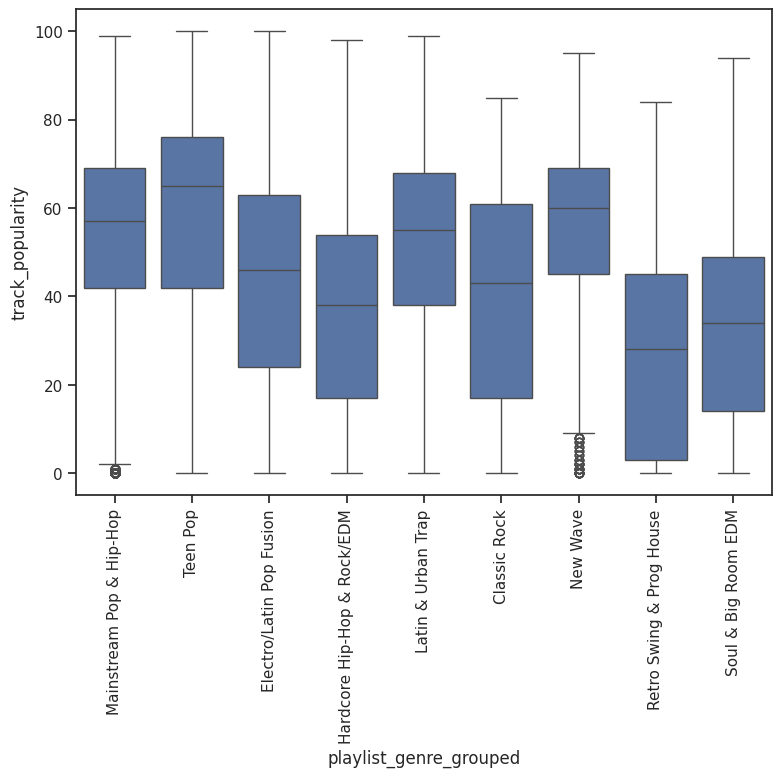 100
80
60
40
20
0
track_popularity
Mainstream Pop & Hip-Hop
Teen Pop
Electro/Latin Pop Fusion
Hardcore Hip-Hop & Rock/EDM
Latin & Urban Trap
Classic Rock
New Wave
Retro Swing & Prog House
Soul & Big Room EDM
playlist_genre_grouped